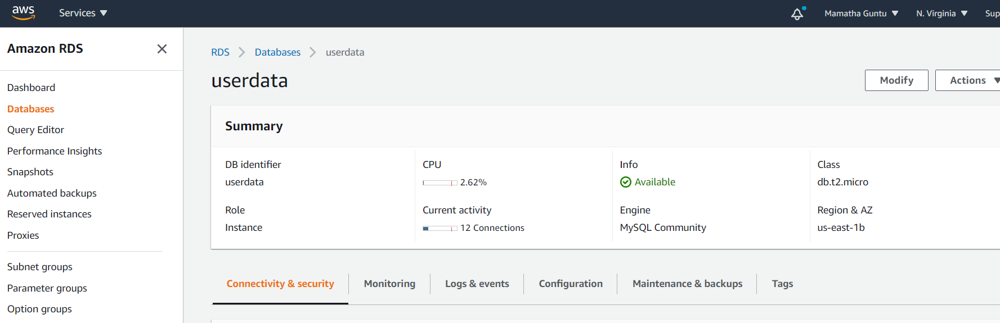 aws Services Mamatha Guntu N. Virginia Sup
Amazon RDS
Dashboard
Databases
Query Editor
Performance Insights
Snapshots
Automated backups
Reserved instances
Proxies
Subnet groups
Parameter groups
Option groups
RDS Databases userdata
userdata
Modify Actions
Summary
DB identifier CPU Info Class
userdata 2.62% Available db.t2.micro
Role Current activity Engine Region & AZ
Instance 12 Connections MySQL Community us-east-1b
Connectivity & security Monitoring Logs & events Configuration Maintenance & backups Tags